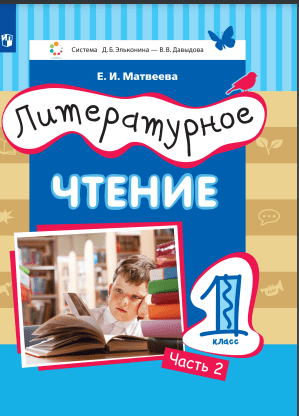 Система Д. Б. Эльконина — В. В. Давыдова
Е. И. Матвеева
Литературное
ЧТЕНИЕ
1
класс
Часть 2